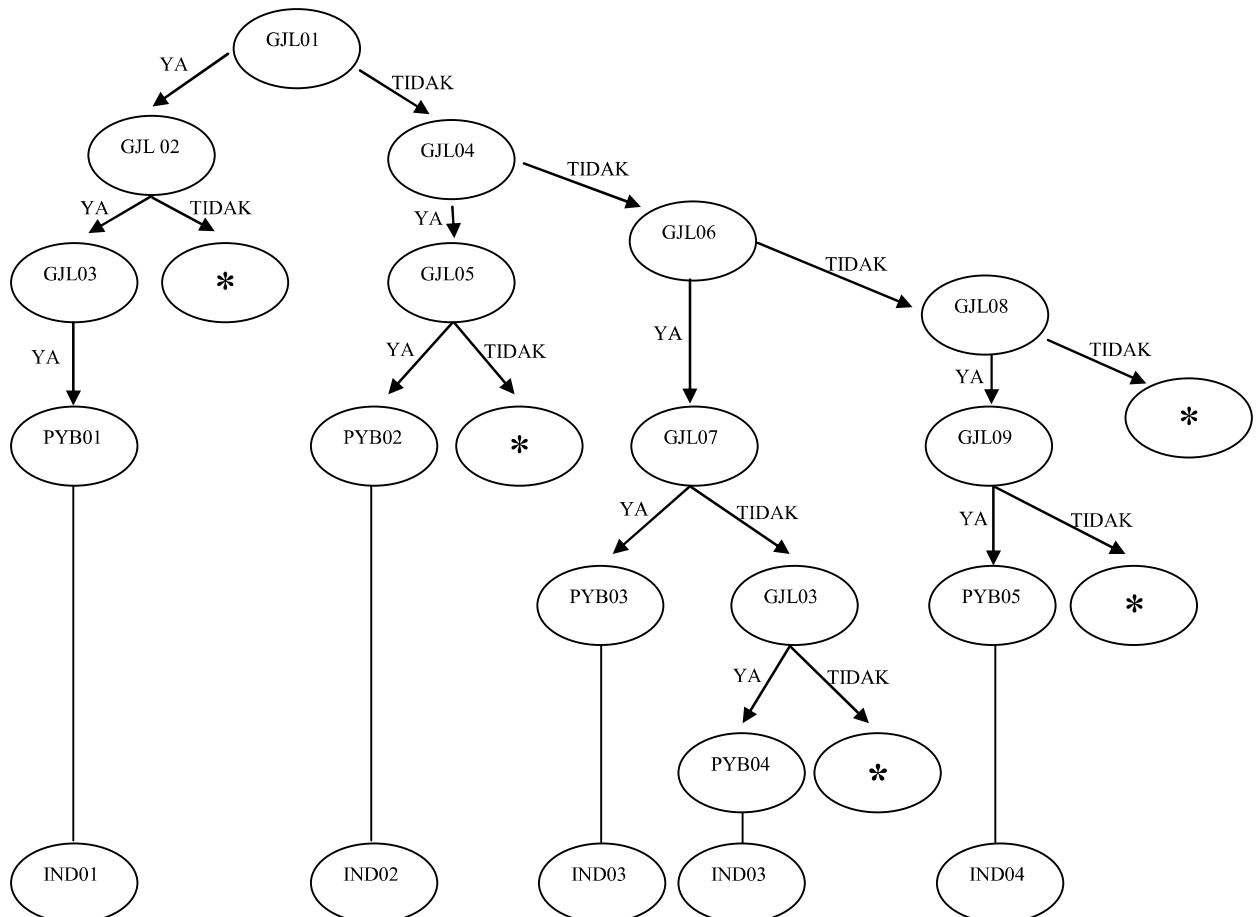 GJL01
YA
TIDAK
GJL 02
GJL04
TIDAK
YA
TIDAK
YA
GJL06
GJL03
*
GJL05
TIDAK
GJL08
YA
YA
TIDAK
YA
YA
TIDAK
*
PYB01
PYB02
*
GJL07
GJL09
YA
TIDAK
YA
TIDAK
PYB03
GJL03
PYB05
*
YA
TIDAK
PYB04
*
IND01
IND02
IND03
IND03
IND04